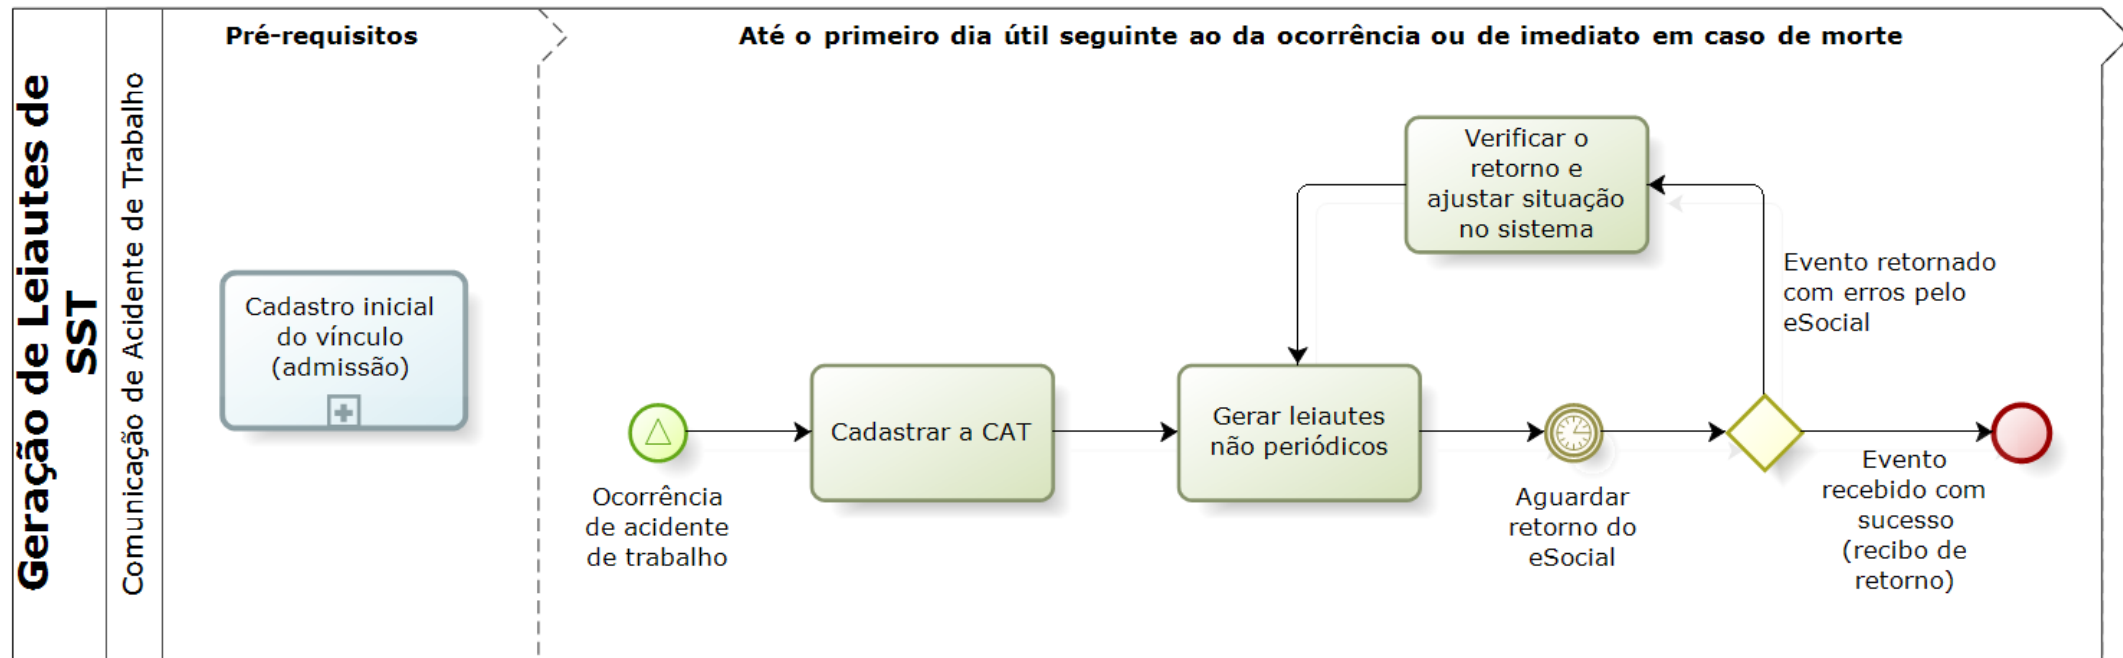 Geração de Leiautes de
SST
Comunicação de Acidente de Trabalho
Pré-requisitos
Até o primeiro dia útil seguinte ao da ocorrência ou de imediato em caso de morte
Cadastro inicial
do vínculo
(admissão)
Ocorrência
de acidente
de trabalho
Cadastrar a CAT
Gerar leiautes
não periódicos
Verificar o
retorno e
ajustar situação
no sistema
Aguardar
retorno do
eSocial
Evento retornado
com erros pelo
eSocial
Evento
recebido com
sucesso
(recibo de
retorno)